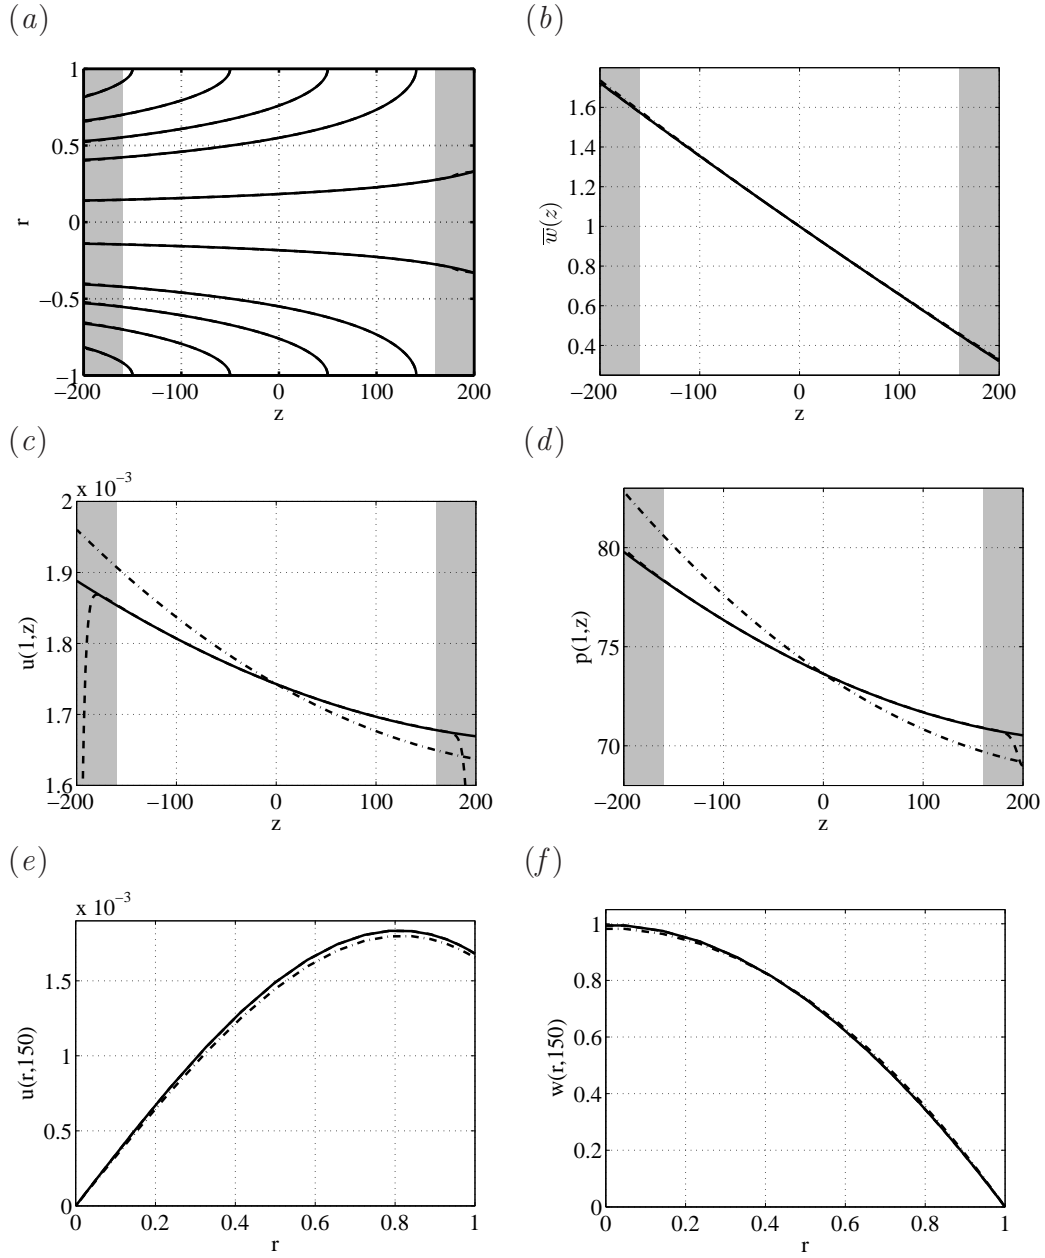 (a)
1
0.5
0
−0.5
−1
r
−200 −100 0 100 200
z
(b)
1.6
1.4
1.2
1
0.8
0.6
0.4
w̅(z)
−200 −100 0 100 200
z
(c)
x 10⁻³
2
1.9
1.8
1.7
1.6
u(1,z)
−200 −100 0 100 200
z
(d)
80
75
70
p(1,z)
−200 −100 0 100 200
z
(e)
x 10⁻³
1.5
1
0.5
0
u(r,150)
0 0.2 0.4 0.6 0.8 1
r
(f)
1
0.8
0.6
0.4
0.2
0
w(r,150)
0 0.2 0.4 0.6 0.8 1
r